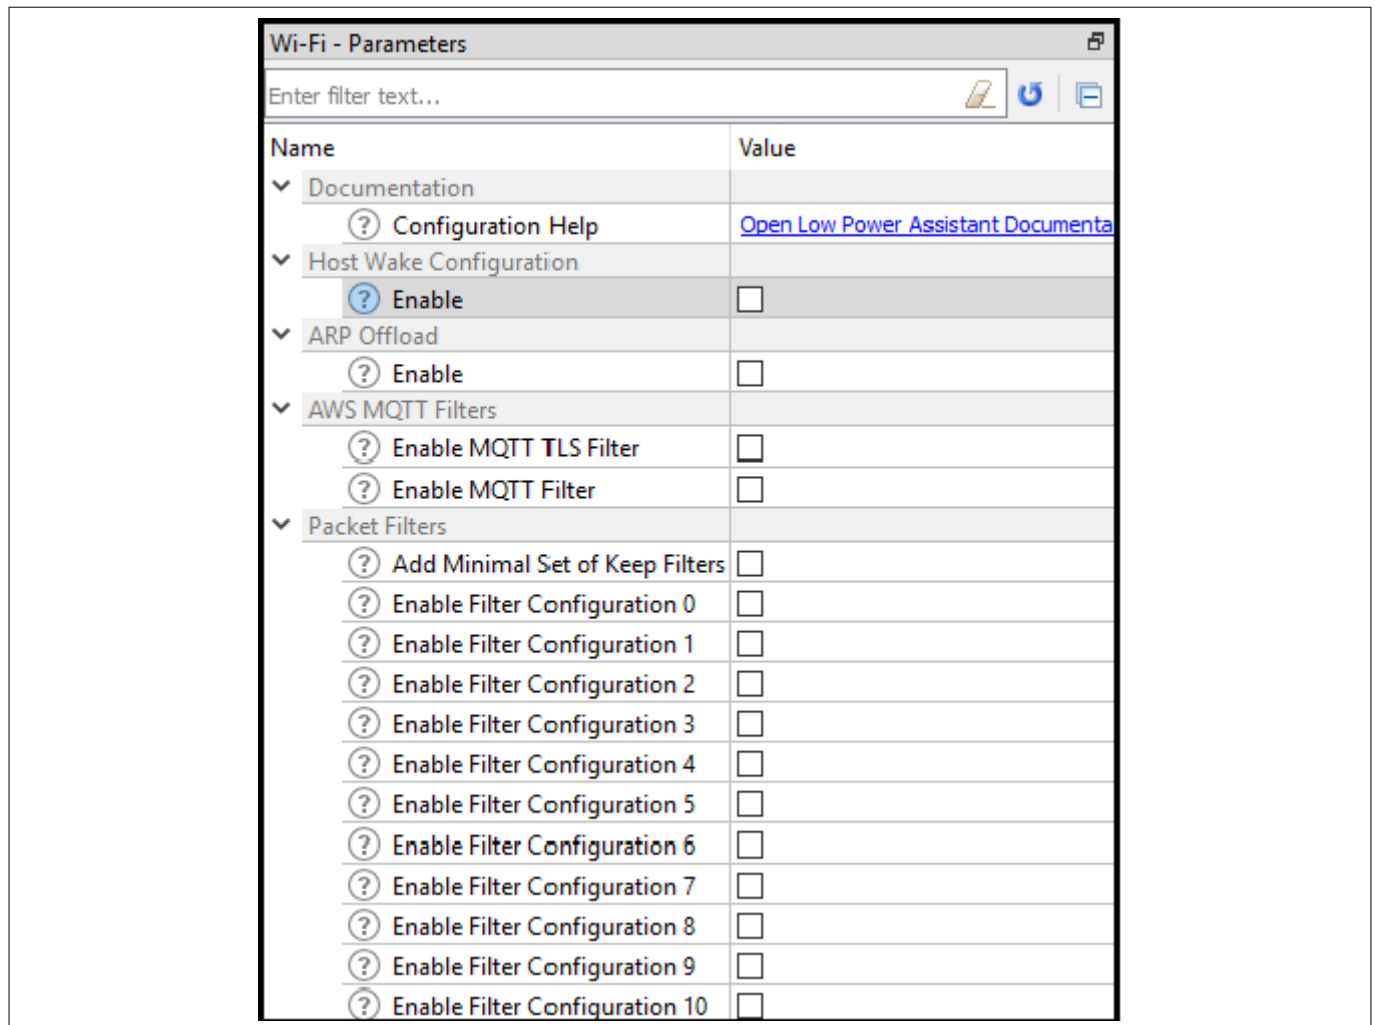 Wi-Fi - Parameters
Enter filter text...
Name Value
Documentation
? Configuration Help Open Low Power Assistant Documenta
Host Wake Configuration
? Enable
ARP Offload
? Enable
AWS MQTT Filters
? Enable MQTT TLS Filter
? Enable MQTT Filter
Packet Filters
? Add Minimal Set of Keep Filters
? Enable Filter Configuration 0
? Enable Filter Configuration 1
? Enable Filter Configuration 2
? Enable Filter Configuration 3
? Enable Filter Configuration 4
? Enable Filter Configuration 5
? Enable Filter Configuration 6
? Enable Filter Configuration 7
? Enable Filter Configuration 8
? Enable Filter Configuration 9
? Enable Filter Configuration 10